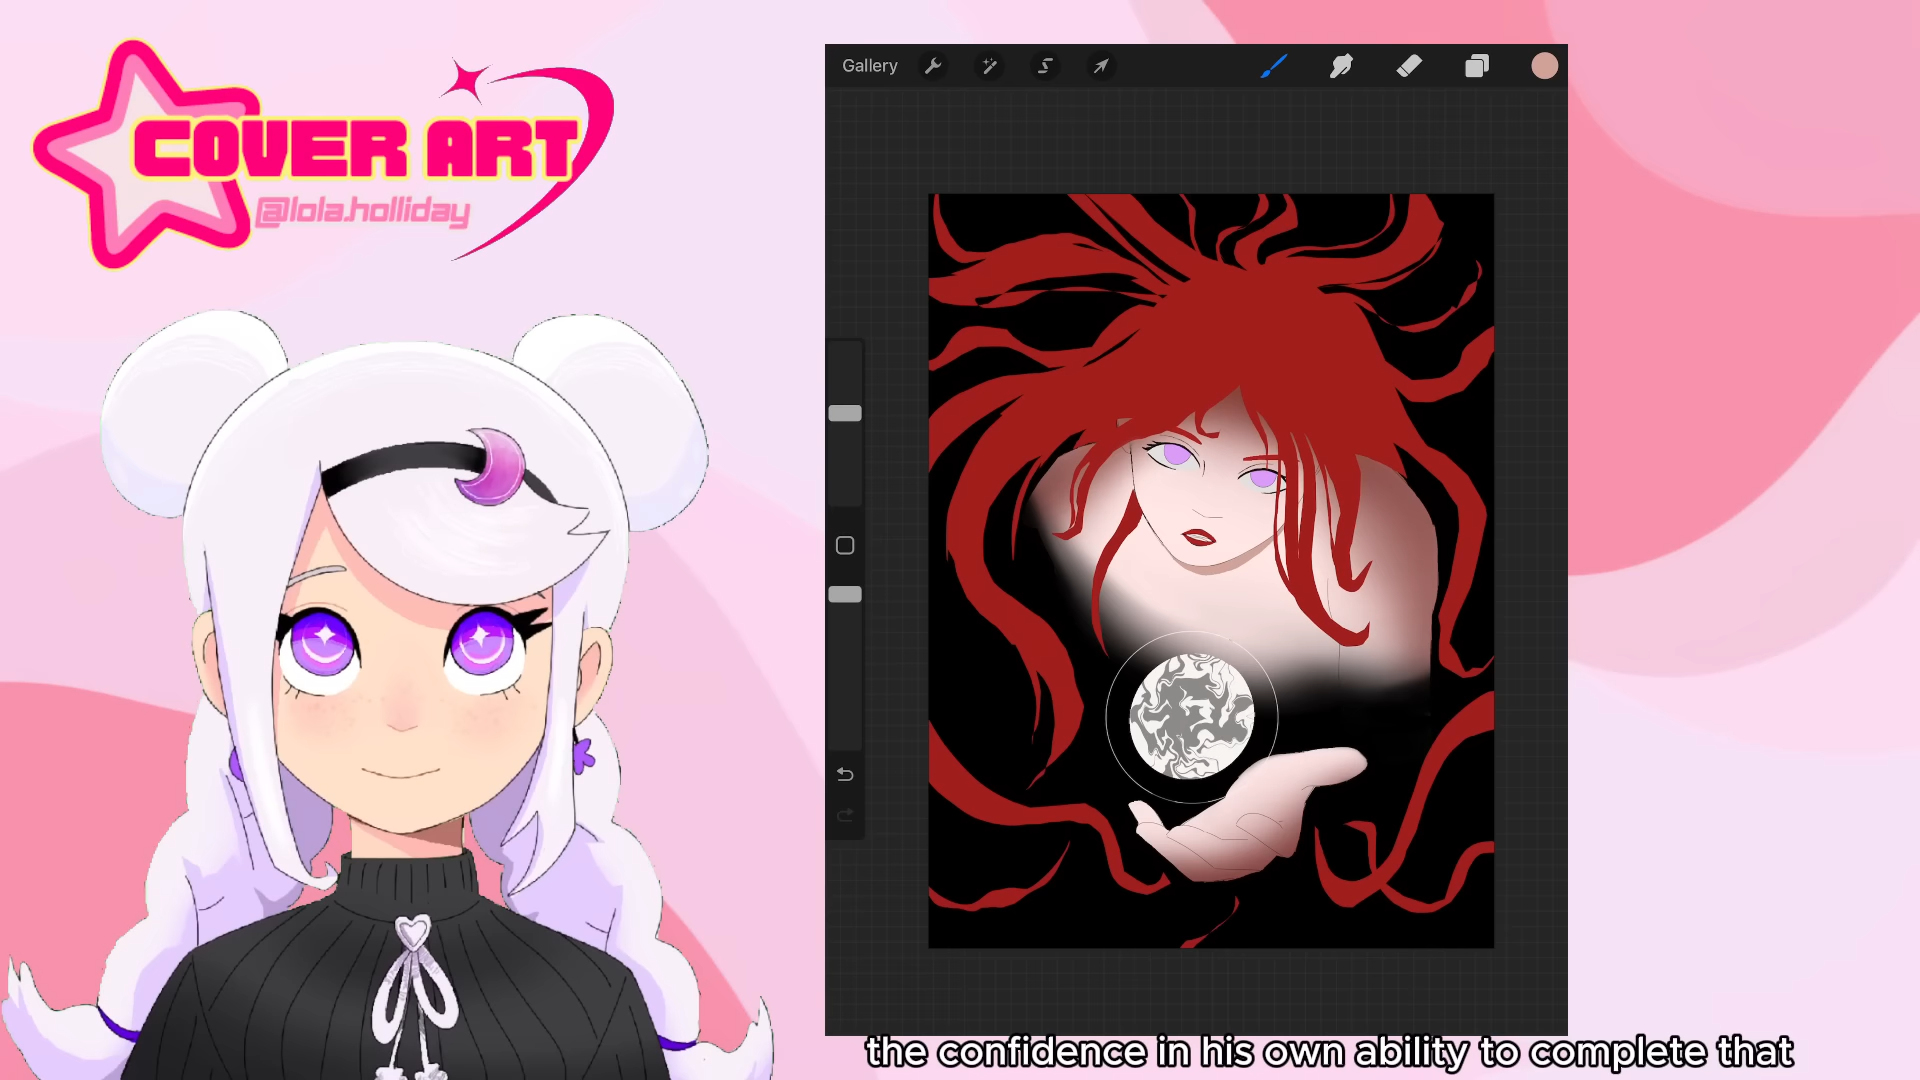 COVER ART
@lola.holliday
Gallery
the confidence in his own ability to complete that